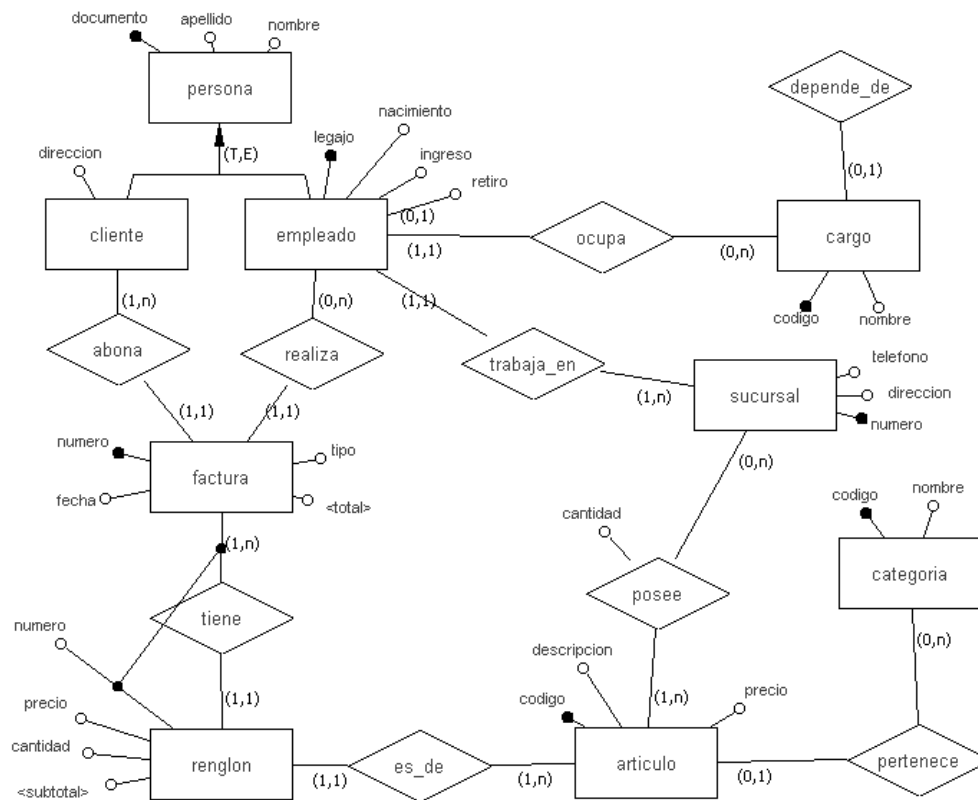 documento
apellido
nombre
persona
depende_de
nacimiento
legajo
direccion
(T,E)
ingreso
retiro
(0,1)
(0,1)
cliente
empleado
(1,1)
ocupa
(0,n)
cargo
(1,n)
(0,n)
(1,1)
codigo
nombre
abona
realiza
trabaja_en
telefono
sucursal
direccion
(1,n)
numero
(1,1)
(1,1)
numero
tipo
factura
(0,n)
fecha
<total>
nombre
codigo
cantidad
(1,n)
categoria
posee
tiene
numero
(0,n)
descripcion
precio
codigo
(1,n)
precio
(1,1)
cantidad
renglon
(1,1)
es_de
(1,n)
articulo
(0,1)
pertenece
<subtotal>